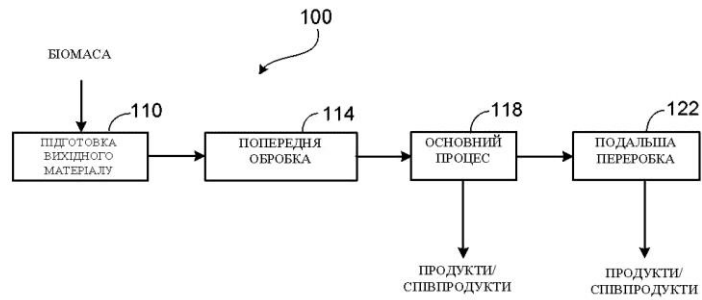 100
БІОМАСА
110
ПІДГОТОВКА
ВИХІДНОГО
МАТЕРІАЛУ
114
ПОПЕРЕДНЯ
ОБРОБКА
118
ОСНОВНИЙ
ПРОЦЕС
122
ПОДАЛЬША
ПЕРЕРОБКА
ПРОДУКТИ/
СПІВПРОДУКТИ
ПРОДУКТИ/
СПІВПРОДУКТИ